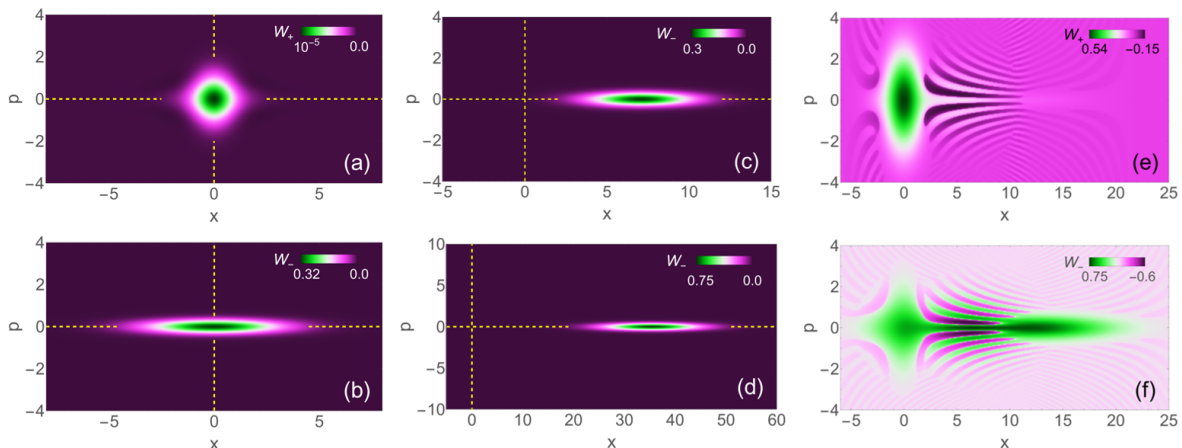 4
2
0
−2
−4
p
W₊
10⁻⁵ 0.0
(a)
−5 0 5
x
4
2
0
−2
−4
p
W₋
0.3 0.0
(c)
−5 0 5 10 15
x
4
2
0
−2
−4
p
W₊
0.54 −0.15
(e)
−5 0 5 10 15 20 25
x
4
2
0
−2
−4
p
W₋
0.32 0.0
(b)
−5 0 5
x
10
5
0
−5
−10
p
W₋
0.75 0.0
(d)
0 10 20 30 40 50 60
x
4
2
0
−2
−4
p
W₋
0.75 −0.6
(f)
−5 0 5 10 15 20 25
x